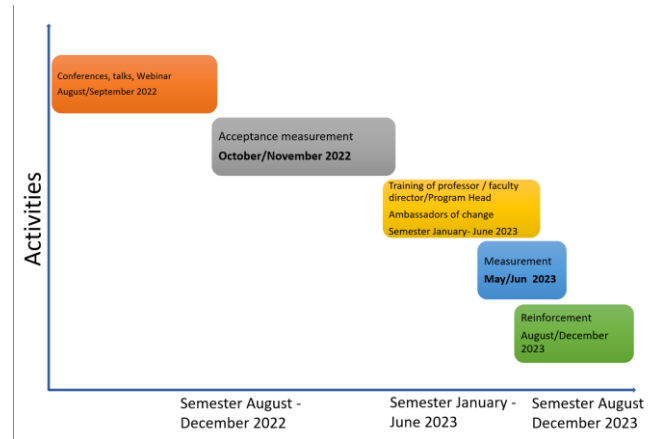 Conferences, talks, Webinar
August/September 2022
Acceptance measurement
October/November 2022
Training of professor / faculty
director/Program Head
Ambassadors of change
Semester January- June 2023
Measurement
May/Jun 2023
Reinforcement
August/December
2023
Activities
Semester August -
December 2022
Semester January -
June 2023
Semester August
December 2023